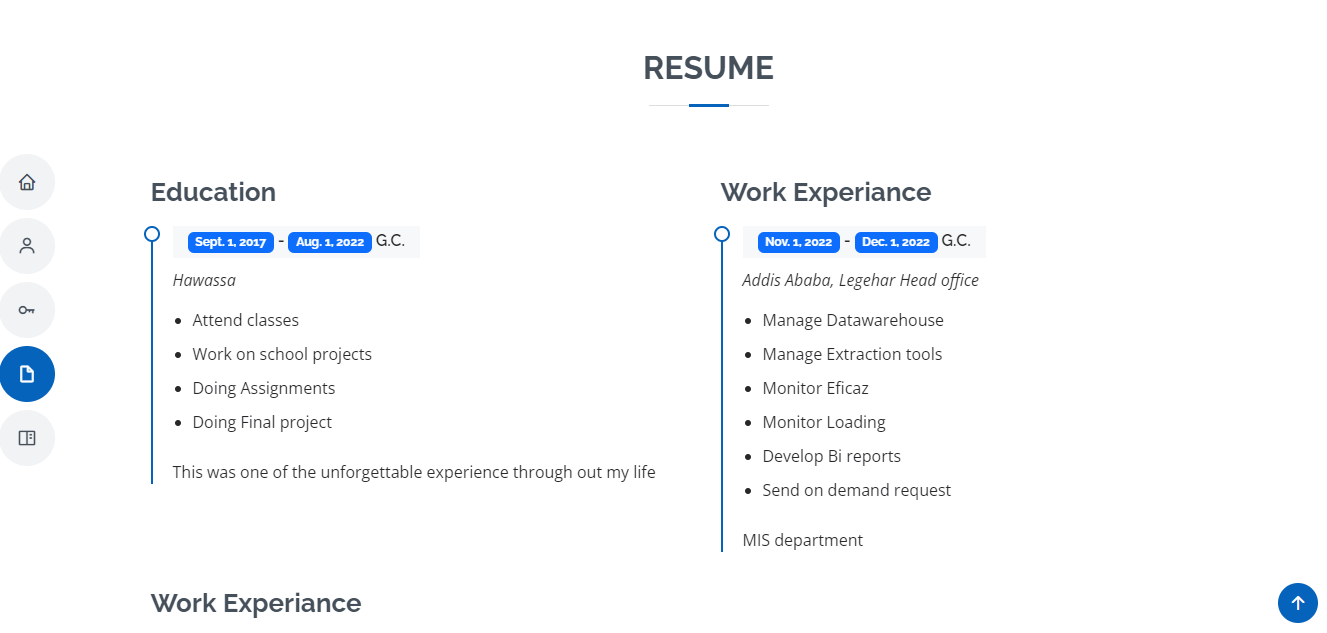 RESUME
Education
Sept. 1, 2017 - Aug. 1, 2022 G.C.
Hawassa
Attend classes
Work on school projects
Doing Assignments
Doing Final project
This was one of the unforgettable experience through out my life
Work Experiance
Nov. 1, 2022 - Dec. 1, 2022 G.C.
Addis Ababa, Legehar Head office
Manage Datawarehouse
Manage Extraction tools
Monitor Eficaz
Monitor Loading
Develop Bi reports
Send on demand request
MIS department
Work Experiance